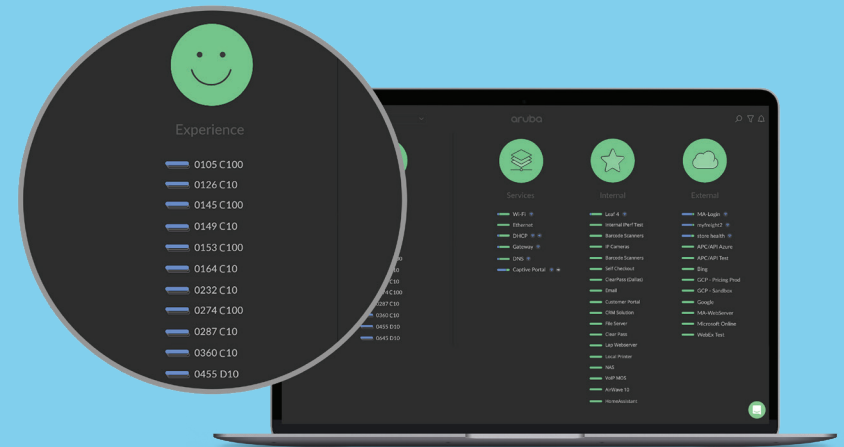 Experience
0105 C100
0126 C10
0145 C100
0149 C10
0153 C100
0164 C10
0232 C10
0274 C100
0287 C10
0360 C10
0455 D10
aruba
C100
0287 C10
0360 C10
0455 D10
0645 D10
Services
Wi-Fi
Ethernet
DHCP
Gateway
DNS
Captive Portal
Internal
Leaf 4
Internal iPerf Test
Barcode Scanners
IP Cameras
Barcode Scanners
Self Checkout
ClearPass (Dallas)
Email
Customer Portal
CRM Solution
File Server
Clear Pass
Lap Webserver
Local Printer
NAS
VoIP MOS
AirWave 10
HomeAssistant
External
MA-Login
myfreight2
store health
APC/API Azure
APC/API Test
Bing
GCP - Pricing Prod
GCP - Sandbox
Google
MA-WebServer
Microsoft Online
WebEx Test